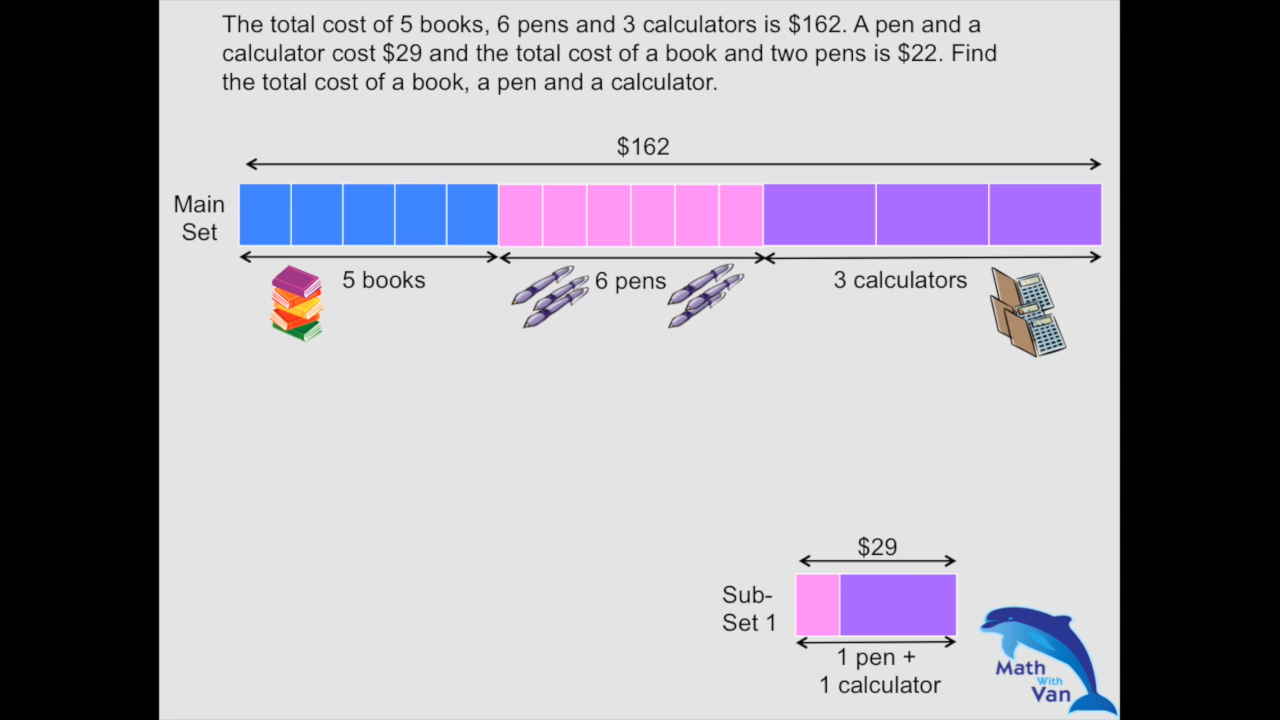 The total cost of 5 books, 6 pens and 3 calculators is $162. A pen and a
calculator cost $29 and the total cost of a book and two pens is $22. Find
the total cost of a book, a pen and a calculator.
$162
Main
Set
5 books
6 pens
3 calculators
$29
Sub-
Set 1
1 pen +
1 calculator
Math
With
Van